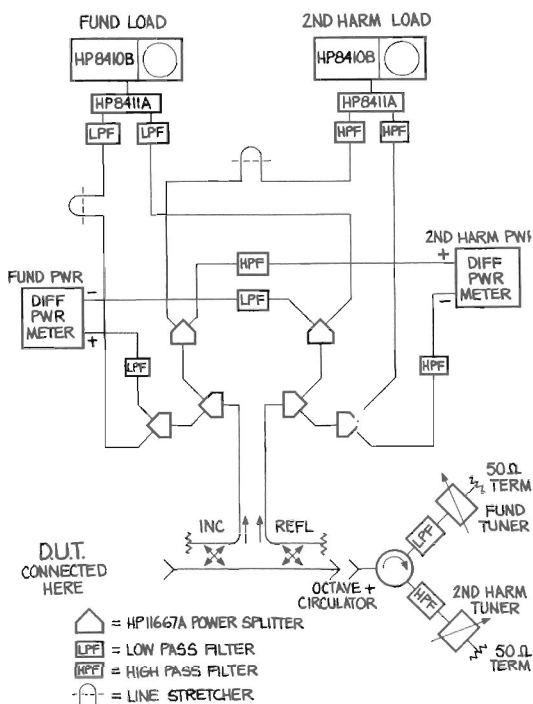 FUND LOAD
2ND HARM LOAD
HP8410B
HP8410B
HP8411A
HP8411A
LPF
LPF
HPF
HPF
2ND HARM PWR
HPF
+
DIFF
PWR
METER
-
FUND PWR
DIFF
PWR
METER
-
+
LPF
LPF
HPF
50Ω
TERM
FUND
TUNER
INC
REFL
LPF
D.U.T.
CONNECTED
HERE
OCTAVE +
CIRCULATOR
HPF
2ND HARM
TUNER
50Ω
TERM
= HP11667A POWER SPLITTER
LPF = LOW PASS FILTER
HPF = HIGH PASS FILTER
= LINE STRETCHER